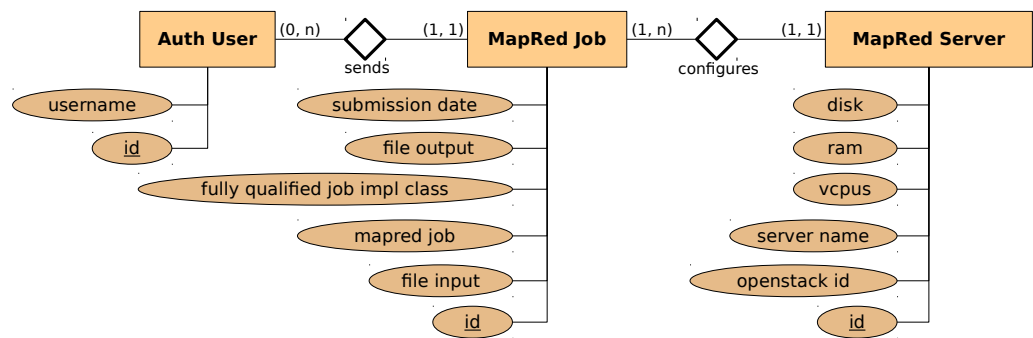 Auth User (0, n) sends (1, 1) MapRed Job (1, n) configures (1, 1) MapRed Server
username
id
submission date
file output
fully qualified job impl class
mapred job
file input
id
disk
ram
vcpus
server name
openstack id
id